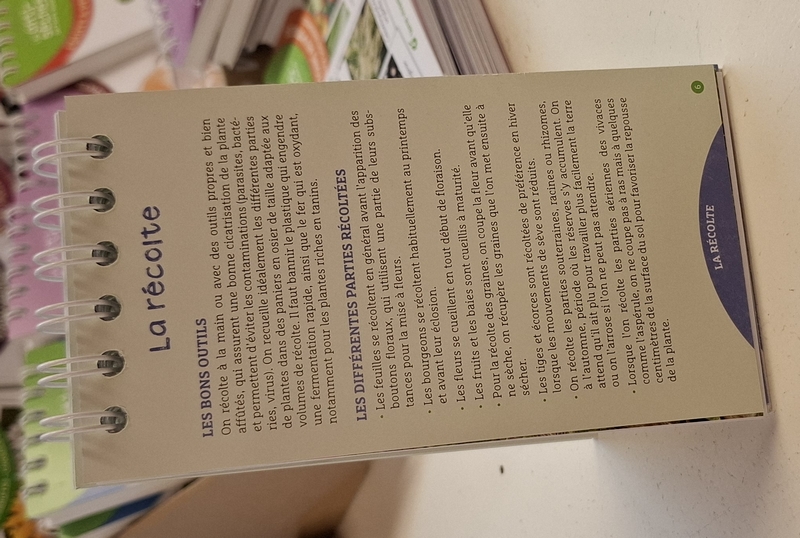 La récolte
LES BONS OUTILS
On récolte à la main ou avec des outils propres et bien
affûtés, qui assurent une bonne cicatrisation de la plante
et permettent d'éviter les contaminations (parasites, bacté-
ries, virus). On recueille idéalement les différentes parties
de plantes dans des paniers en osier de taille adaptée aux
volumes de récolte. Il faut bannir le plastique qui engendre
une fermentation rapide, ainsi que le fer qui est oxydant,
notamment pour les plantes riches en tanins.
LES DIFFÉRENTES PARTIES RÉCOLTÉES
• Les feuilles se récoltent en général avant l'apparition des
boutons floraux, qui utilisent une partie de leurs subs-
tances pour la mise à fleurs.
• Les bourgeons se récoltent habituellement au printemps
et avant leur éclosion.
• Les fleurs se cueillent en tout début de floraison.
• Les fruits et les baies sont cueillis à maturité.
• Pour la récolte des graines, on coupe la fleur avant qu'elle
ne sèche, on récupère les graines que l'on met ensuite à
sécher.
• Les tiges et écorces sont récoltées de préférence en hiver
lorsque les mouvements de sève sont réduits.
• On récolte les parties souterraines, racines ou rhizomes,
à l'automne, période où les réserves s'y accumulent. On
attend qu'il ait plu pour travailler plus facilement la terre
ou on l'arrose si l'on ne peut pas attendre.
• Lorsque l'on récolte les parties aériennes des vivaces
comme l'aspérule, on ne coupe pas à ras mais à quelques
centimètres de la surface du sol pour favoriser la repousse
de la plante.
LA RÉCOLTE
9